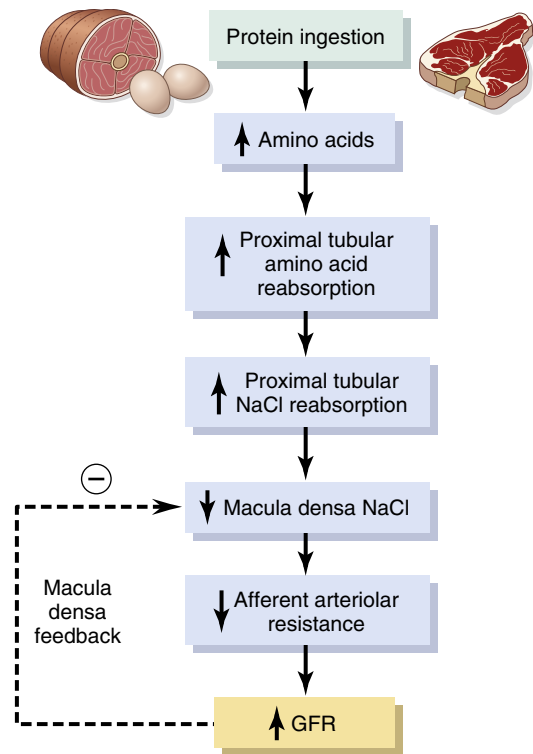 Protein ingestion
Amino acids
Proximal tubular
amino acid
reabsorption
Proximal tubular
NaCl reabsorption
Macula densa NaCl
Afferent arteriolar
resistance
GFR
Macula
densa
feedback